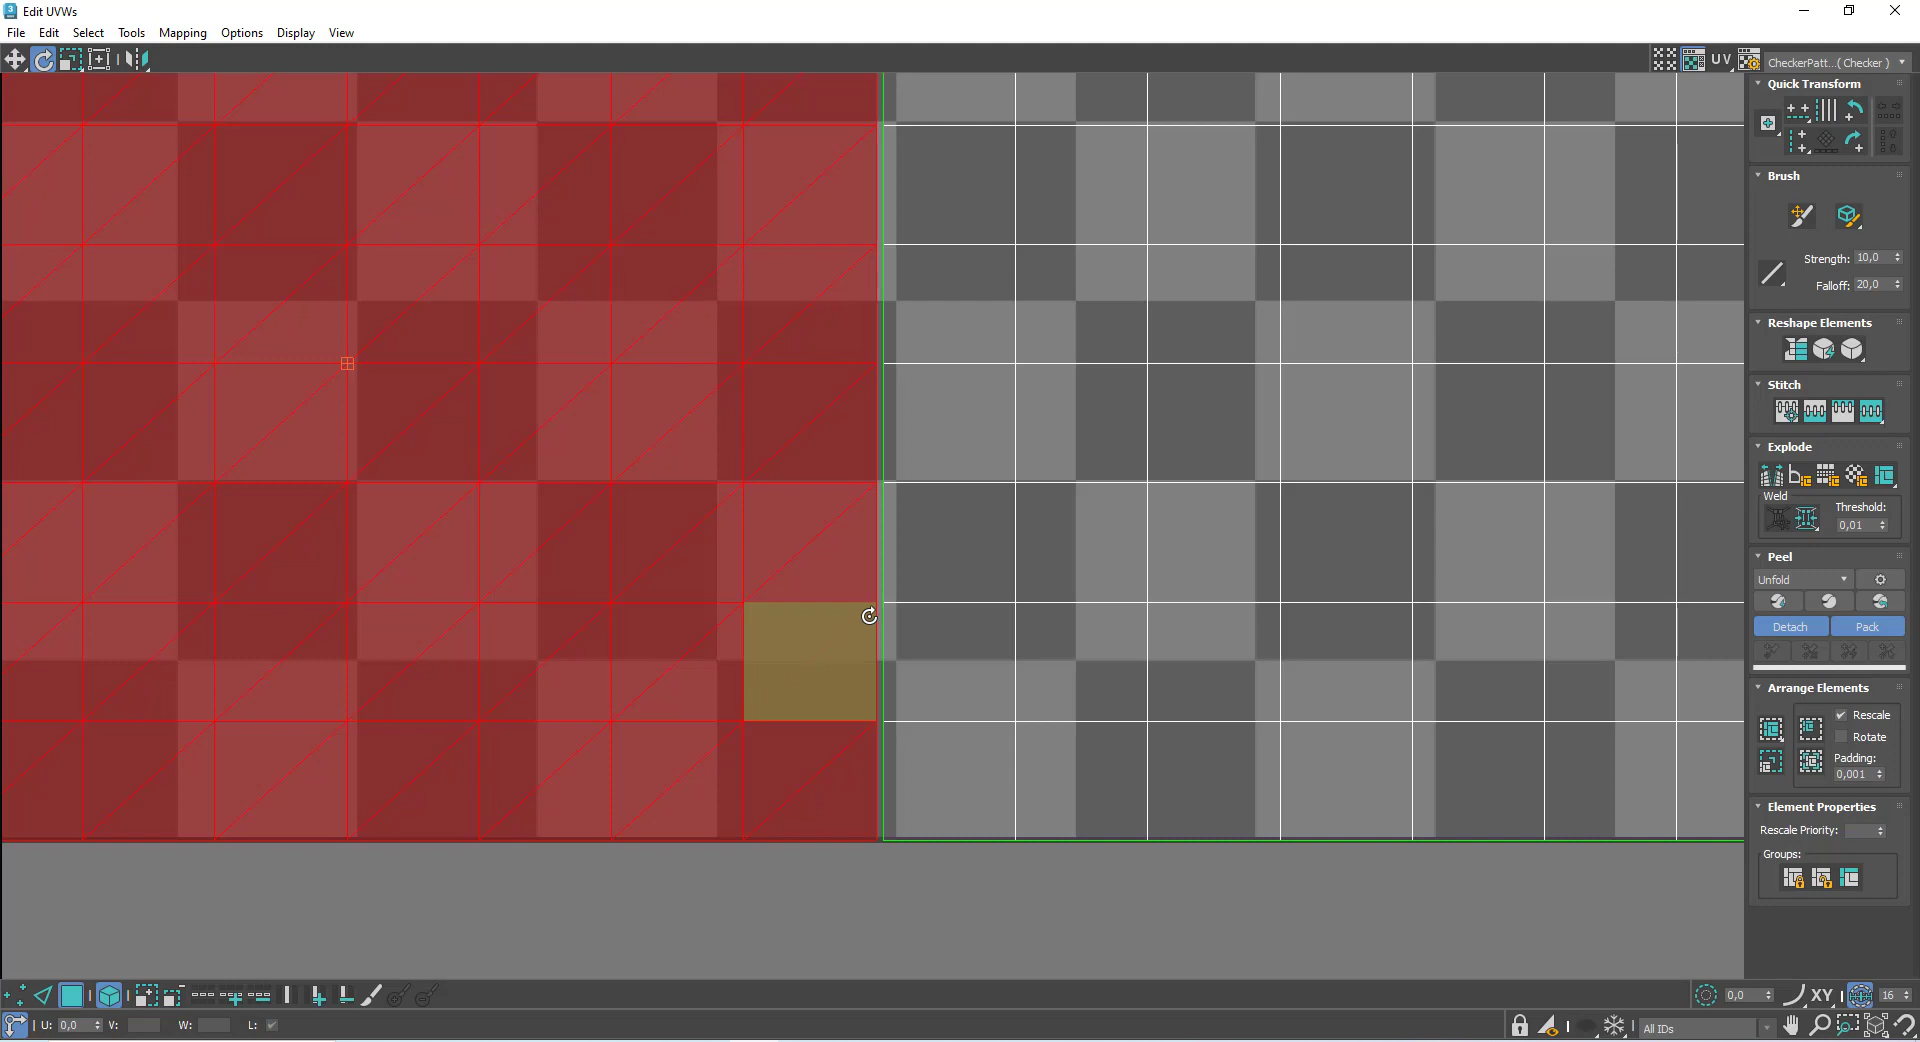 Edit UVWs
File Edit Select Tools Mapping Options Display View
UV CheckerPatt...( Checker )
Quick Transform
Brush
Strength: 10,0
Falloff: 20,0
Reshape Elements
Stitch
Explode
Weld
Threshold:
0,01
Peel
Unfold
Detach Pack
Arrange Elements
Rescale
Rotate
Padding:
0,001
Element Properties
Rescale Priority:
Groups:
0,0 XY 16
U: 0,0 V: W: L:
All IDs